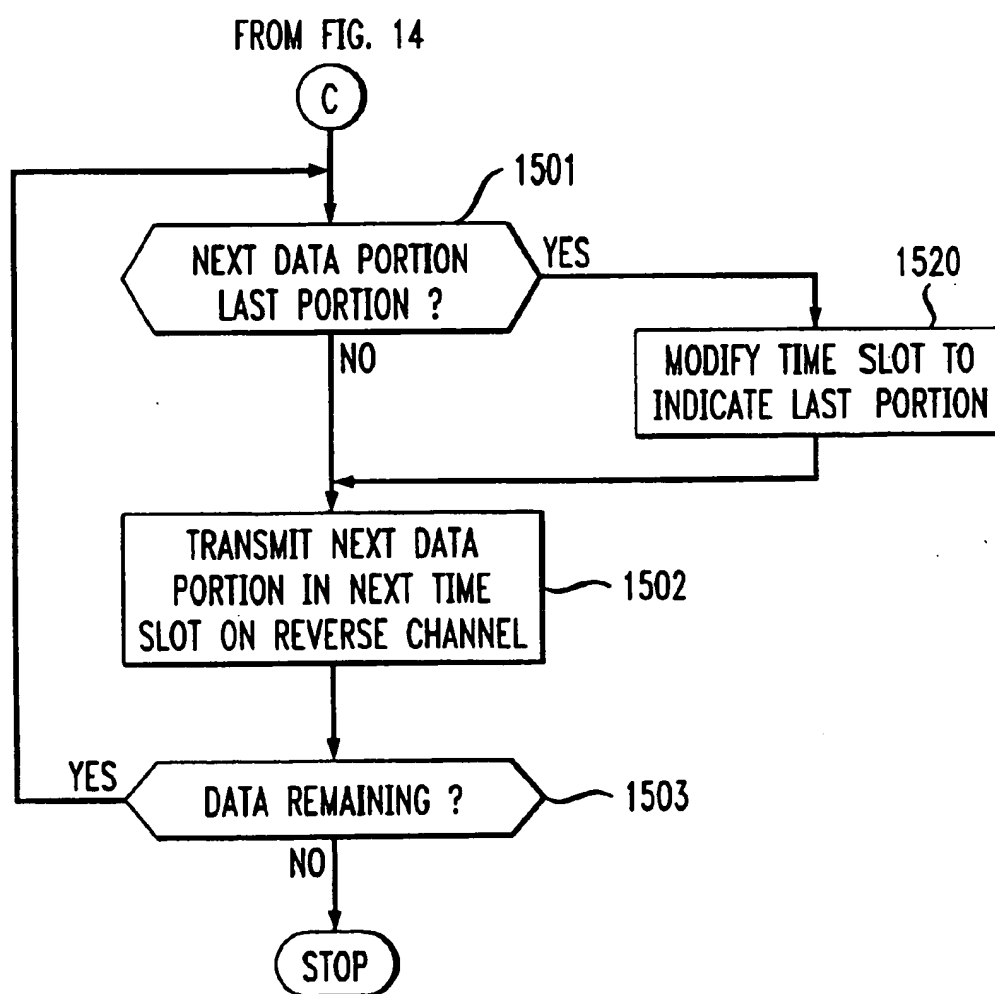 FROM FIG. 14
C
1501
NEXT DATA PORTION
LAST PORTION ?
YES
1520
NO
MODIFY TIME SLOT TO
INDICATE LAST PORTION
TRANSMIT NEXT DATA
PORTION IN NEXT TIME
SLOT ON REVERSE CHANNEL
1502
YES
DATA REMAINING ?
1503
NO
STOP